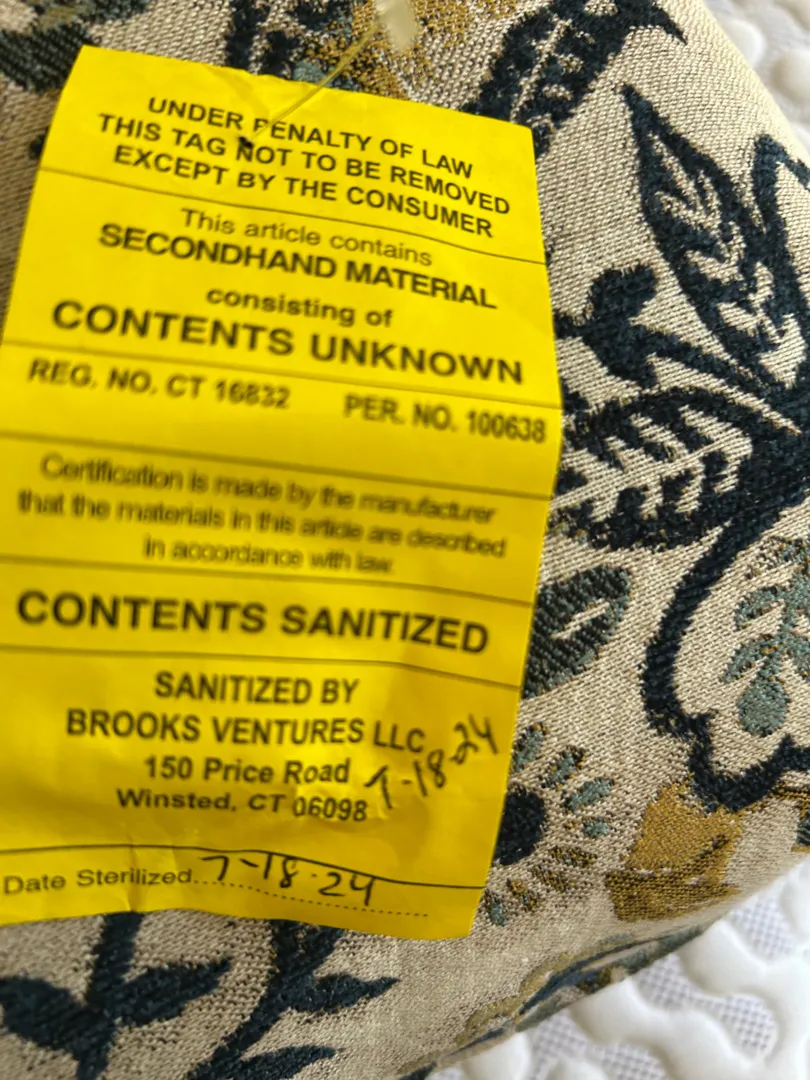 UNDER PENALTY OF LAW
THIS TAG NOT TO BE REMOVED
EXCEPT BY THE CONSUMER
This article contains
SECONDHAND MATERIAL
consisting of
CONTENTS UNKNOWN
REG. NO. CT 16832 PER. NO. 100638
Certification is made by the manufacturer
that the materials in this article are described
in accordance with law.
CONTENTS SANITIZED
SANITIZED BY
BROOKS VENTURES LLC
150 Price Road 7-18-24
Winsted, CT 06098
Date Sterilized 7-18-24